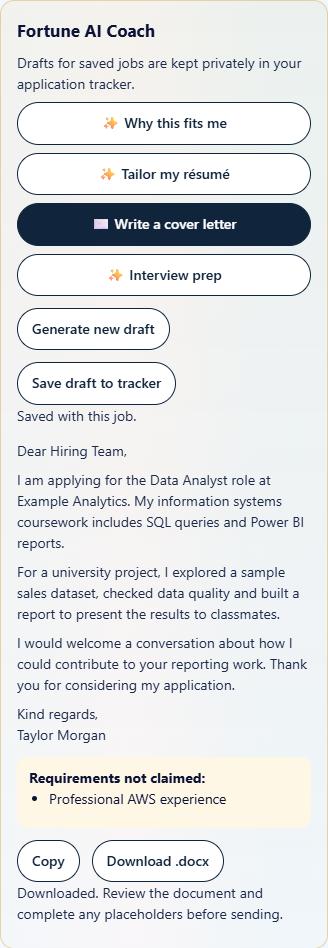 Fortune AI Coach
Drafts for saved jobs are kept privately in your
application tracker.
✨ Why this fits me
✨ Tailor my résumé
✉️ Write a cover letter
✨ Interview prep
Generate new draft
Save draft to tracker
Saved with this job.
Dear Hiring Team,
I am applying for the Data Analyst role at
Example Analytics. My information systems
coursework includes SQL queries and Power BI
reports.
For a university project, I explored a sample
sales dataset, checked data quality and built a
report to present the results to classmates.
I would welcome a conversation about how I
could contribute to your reporting work. Thank
you for considering my application.
Kind regards,
Taylor Morgan
Requirements not claimed:
• Professional AWS experience
Copy Download .docx
Downloaded. Review the document and
complete any placeholders before sending.